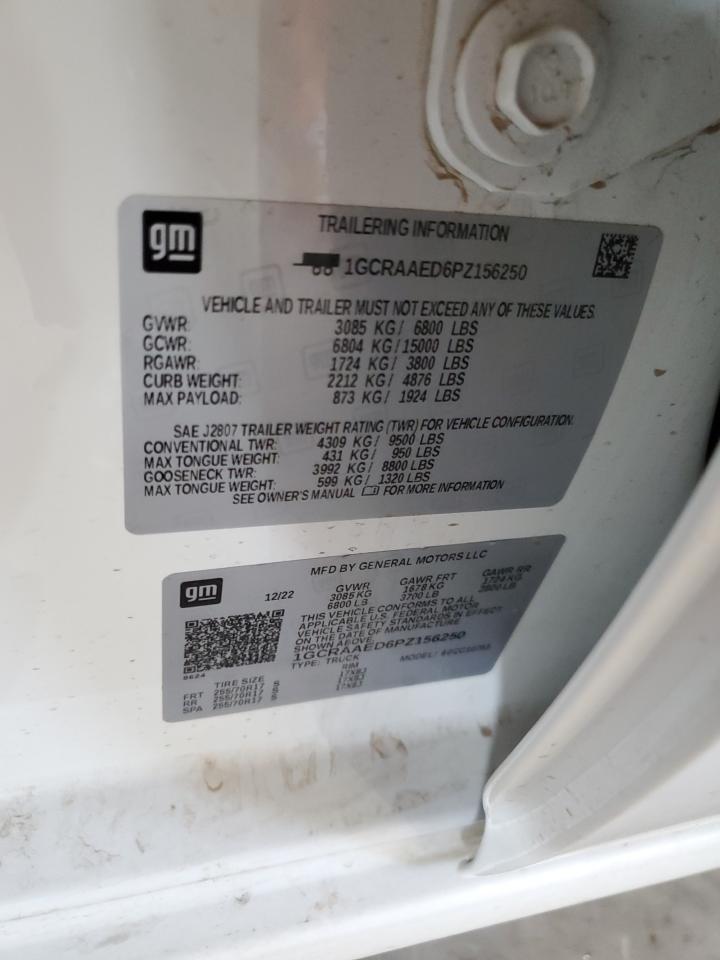 gm
TRAILERING INFORMATION
1GCRAAED6PZ156250
VEHICLE AND TRAILER MUST NOT EXCEED ANY OF THESE VALUES.
GVWR: 3085 KG/ 6800 LBS
GCWR: 6804 KG/15000 LBS
RGAWR: 1724 KG/ 3800 LBS
CURB WEIGHT: 2212 KG/ 4876 LBS
MAX PAYLOAD: 873 KG/ 1924 LBS
SAE J2807 TRAILER WEIGHT RATING (TWR) FOR VEHICLE CONFIGURATION.
CONVENTIONAL TWR: 4309 KG/ 9500 LBS
MAX TONGUE WEIGHT: 431 KG/ 950 LBS
GOOSENECK TWR: 3992 KG/ 8800 LBS
MAX TONGUE WEIGHT: 599 KG/ 1320 LBS
SEE OWNER'S MANUAL FOR MORE INFORMATION
gm
MFD BY GENERAL MOTORS LLC
12/22 GVWR GAWR FRT GAWR RR
3085 KG 1678 KG 1724 KG
6800 LB 3700 LB 3800 LB
THIS VEHICLE CONFORMS TO ALL
APPLICABLE U.S. FEDERAL MOTOR
VEHICLE SAFETY STANDARDS IN EFFECT
ON THE DATE OF MANUFACTURE
SHOWN ABOVE.
1GCRAAED6PZ156250
TYPE: TRUCK MODEL:
TIRE SIZE RIM
FRT 255/70R17 S 17X8J
RR 255/70R17 S 17X8J
SPA 255/70R17 S 17X8J